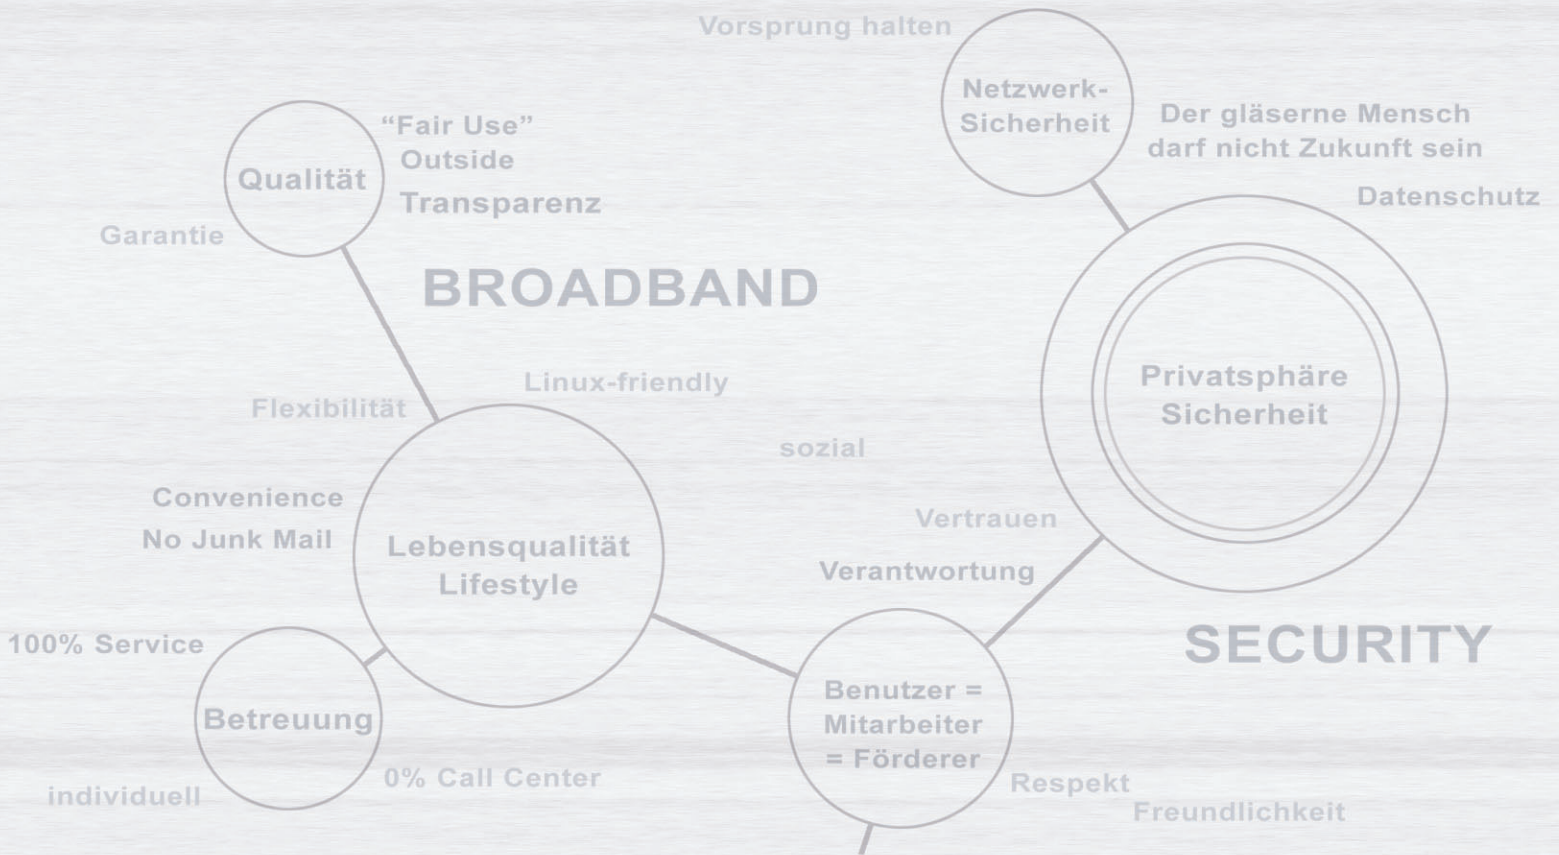 Vorsprung halten
Netzwerk-
Sicherheit
Der gläserne Mensch
darf nicht Zukunft sein
Datenschutz
“Fair Use”
Outside
Transparenz
Qualität
Garantie
BROADBAND
Linux-friendly
Flexibilität
sozial
Privatsphäre
Sicherheit
Convenience
No Junk Mail
Lebensqualität
Lifestyle
Vertrauen
Verantwortung
100% Service
SECURITY
Betreuung
Benutzer =
Mitarbeiter
= Förderer
individuell
0% Call Center
Respekt
Freundlichkeit